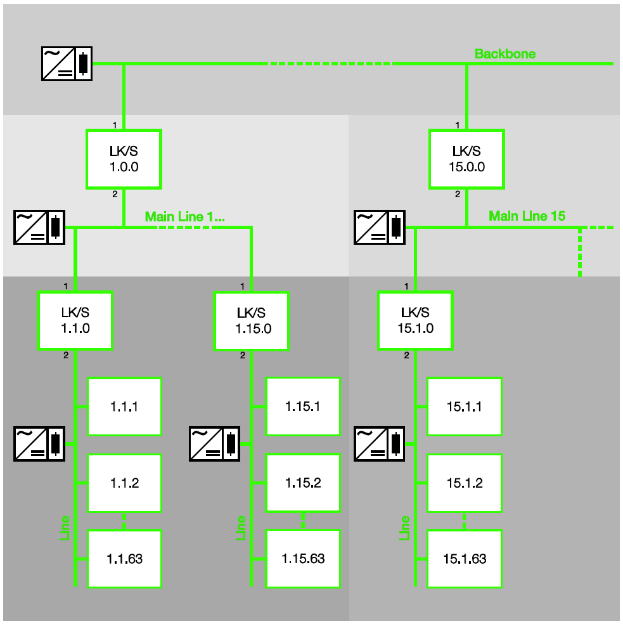 Backbone
1
LK/S
1.0.0
2
1
LK/S
15.0.0
2
Main Line 1...
Main Line 15
1
LK/S
1.1.0
2
1
LK/S
1.15.0
2
1
LK/S
15.1.0
2
1.1.1
1.1.2
1.1.63
Line
1.15.1
1.15.2
1.15.63
Line
15.1.1
15.1.2
15.1.63
Line